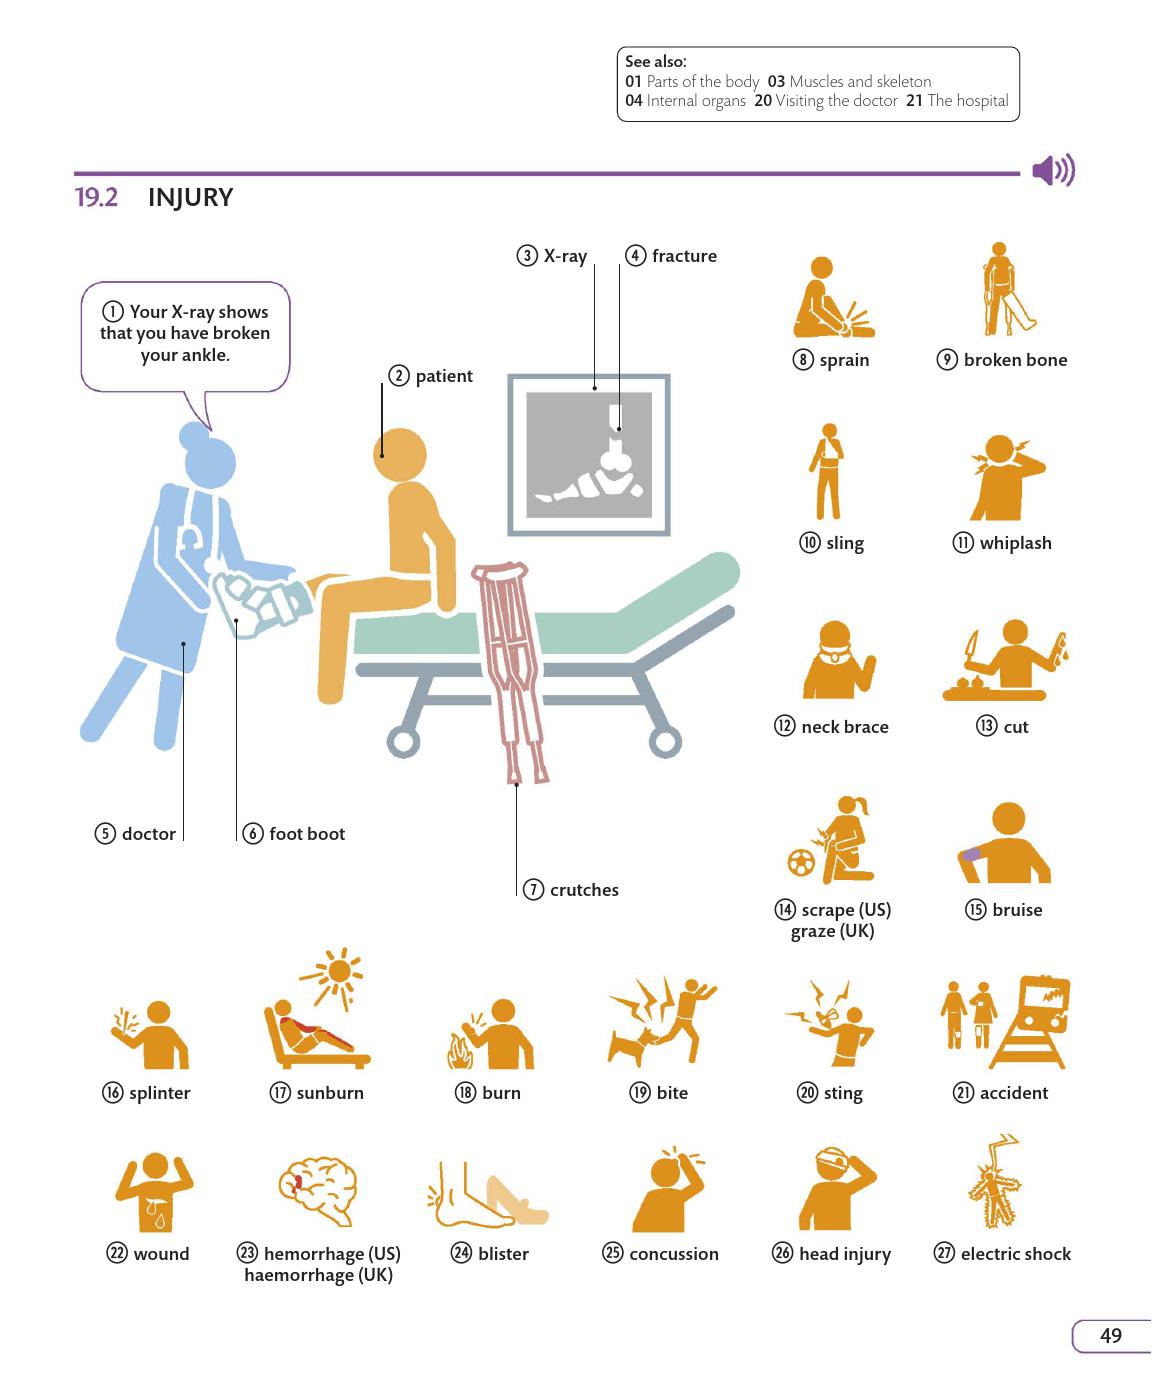 See also:
01 Parts of the body 03 Muscles and skeleton
04 Internal organs 20 Visiting the doctor 21 The hospital
19.2 INJURY
① Your X-ray shows
that you have broken
your ankle.
② patient
③ X-ray
④ fracture
⑤ doctor
⑥ foot boot
⑦ crutches
⑧ sprain
⑨ broken bone
⑩ sling
⑪ whiplash
⑫ neck brace
⑬ cut
⑭ scrape (US)
graze (UK)
⑮ bruise
⑯ splinter
⑰ sunburn
⑱ burn
⑲ bite
⑳ sting
㉑ accident
㉒ wound
㉓ hemorrhage (US)
haemorrhage (UK)
㉔ blister
㉕ concussion
㉖ head injury
㉗ electric shock
49